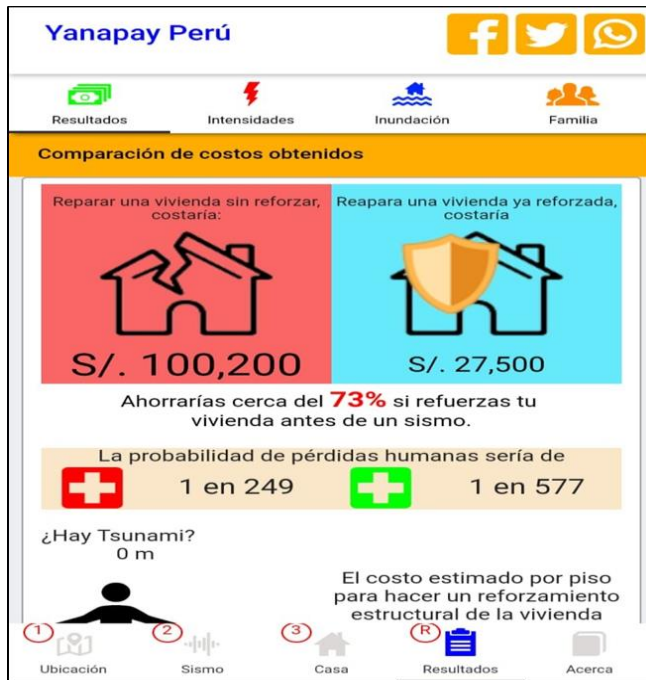 Yanapay Perú
Resultados
Intensidades
Inundación
Familia
Comparación de costos obtenidos
Reparar una vivienda sin reforzar,
costaría:
S/. 100,200
Reapara una vivienda ya reforzada,
costaría
S/. 27,500
Ahorrarías cerca del 73% si refuerzas tu
vivienda antes de un sismo.
La probabilidad de pérdidas humanas sería de
1 en 249
1 en 577
¿Hay Tsunami?
0 m
El costo estimado por piso
para hacer un reforzamiento
estructural de la vivienda
1
Ubicación
2
Sismo
3
Casa
R
Resultados
Acerca